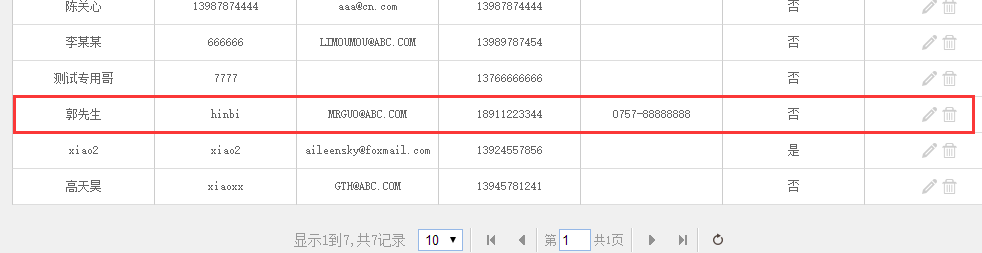 陈关心 13987874444 aaa@cn.com 13987874444 否
李某某 666666 LIMOUMOU@ABC.COM 13989787454 否
测试专用哥 7777 13766666666 否
郭先生 hinbi MRGUO@ABC.COM 18911223344 0757-88888888 否
xiao2 xiao2 aileensky@foxmail.com 13924557856 是
高天昊 xiaoxx GTH@ABC.COM 13945781241 否
显示1到7,共7记录 10 第 1 共1页